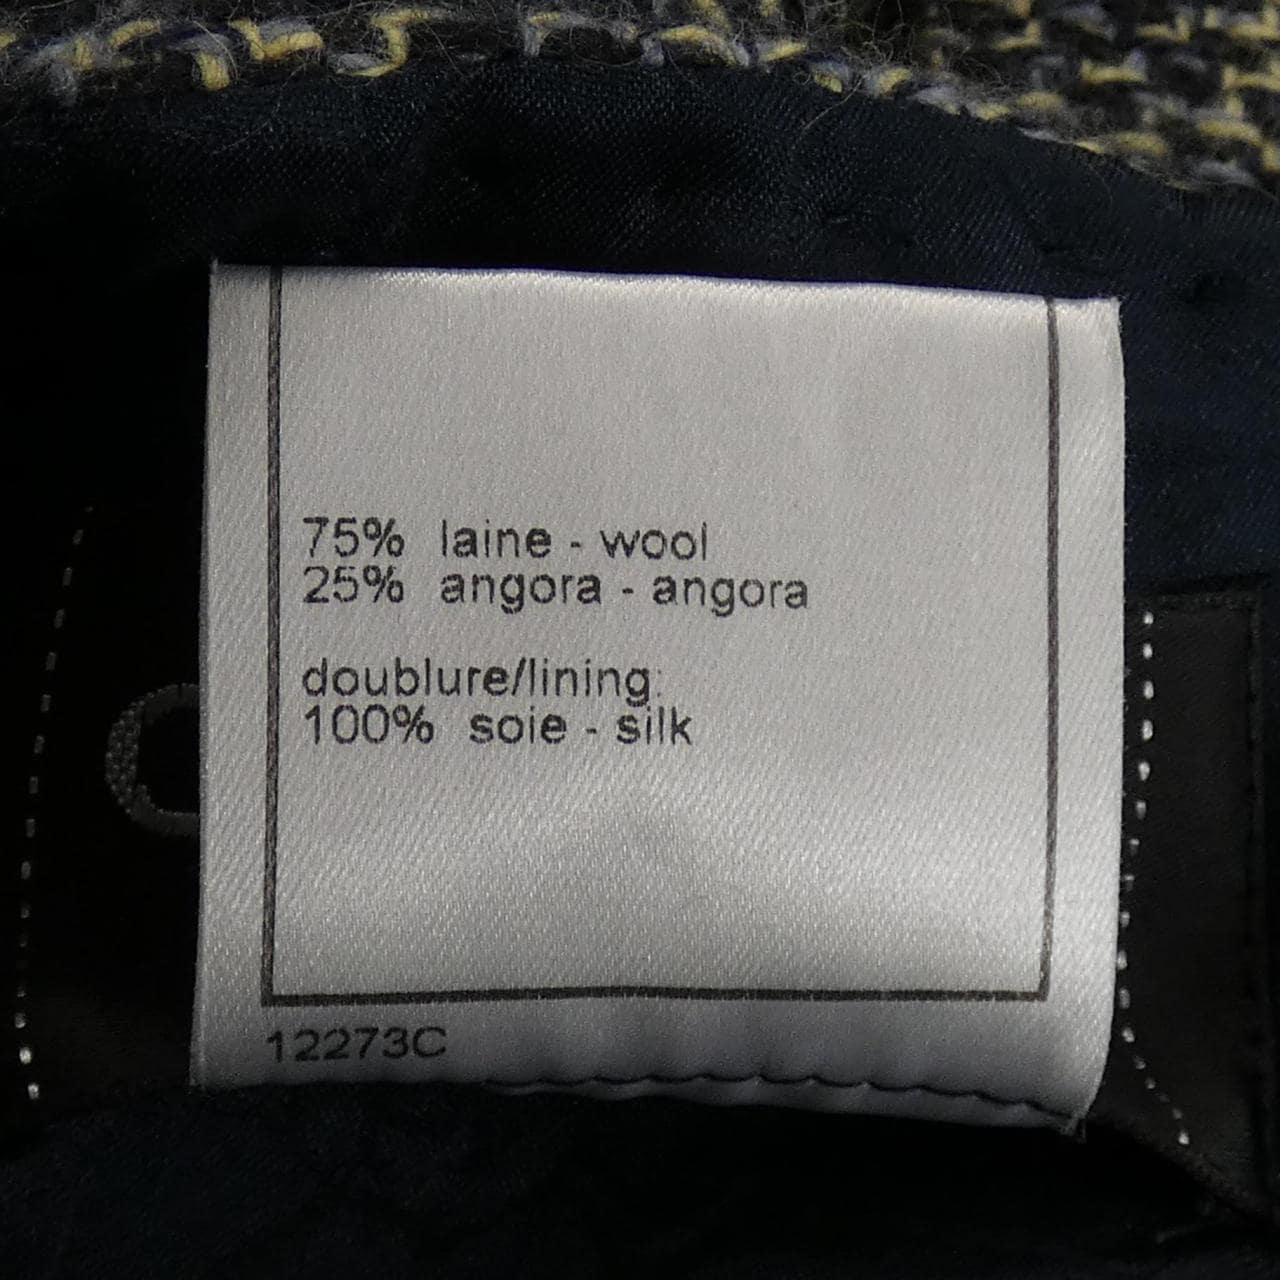 75% laine - wool
25% angora - angora
doublure/lining:
100% soie - silk
12273C